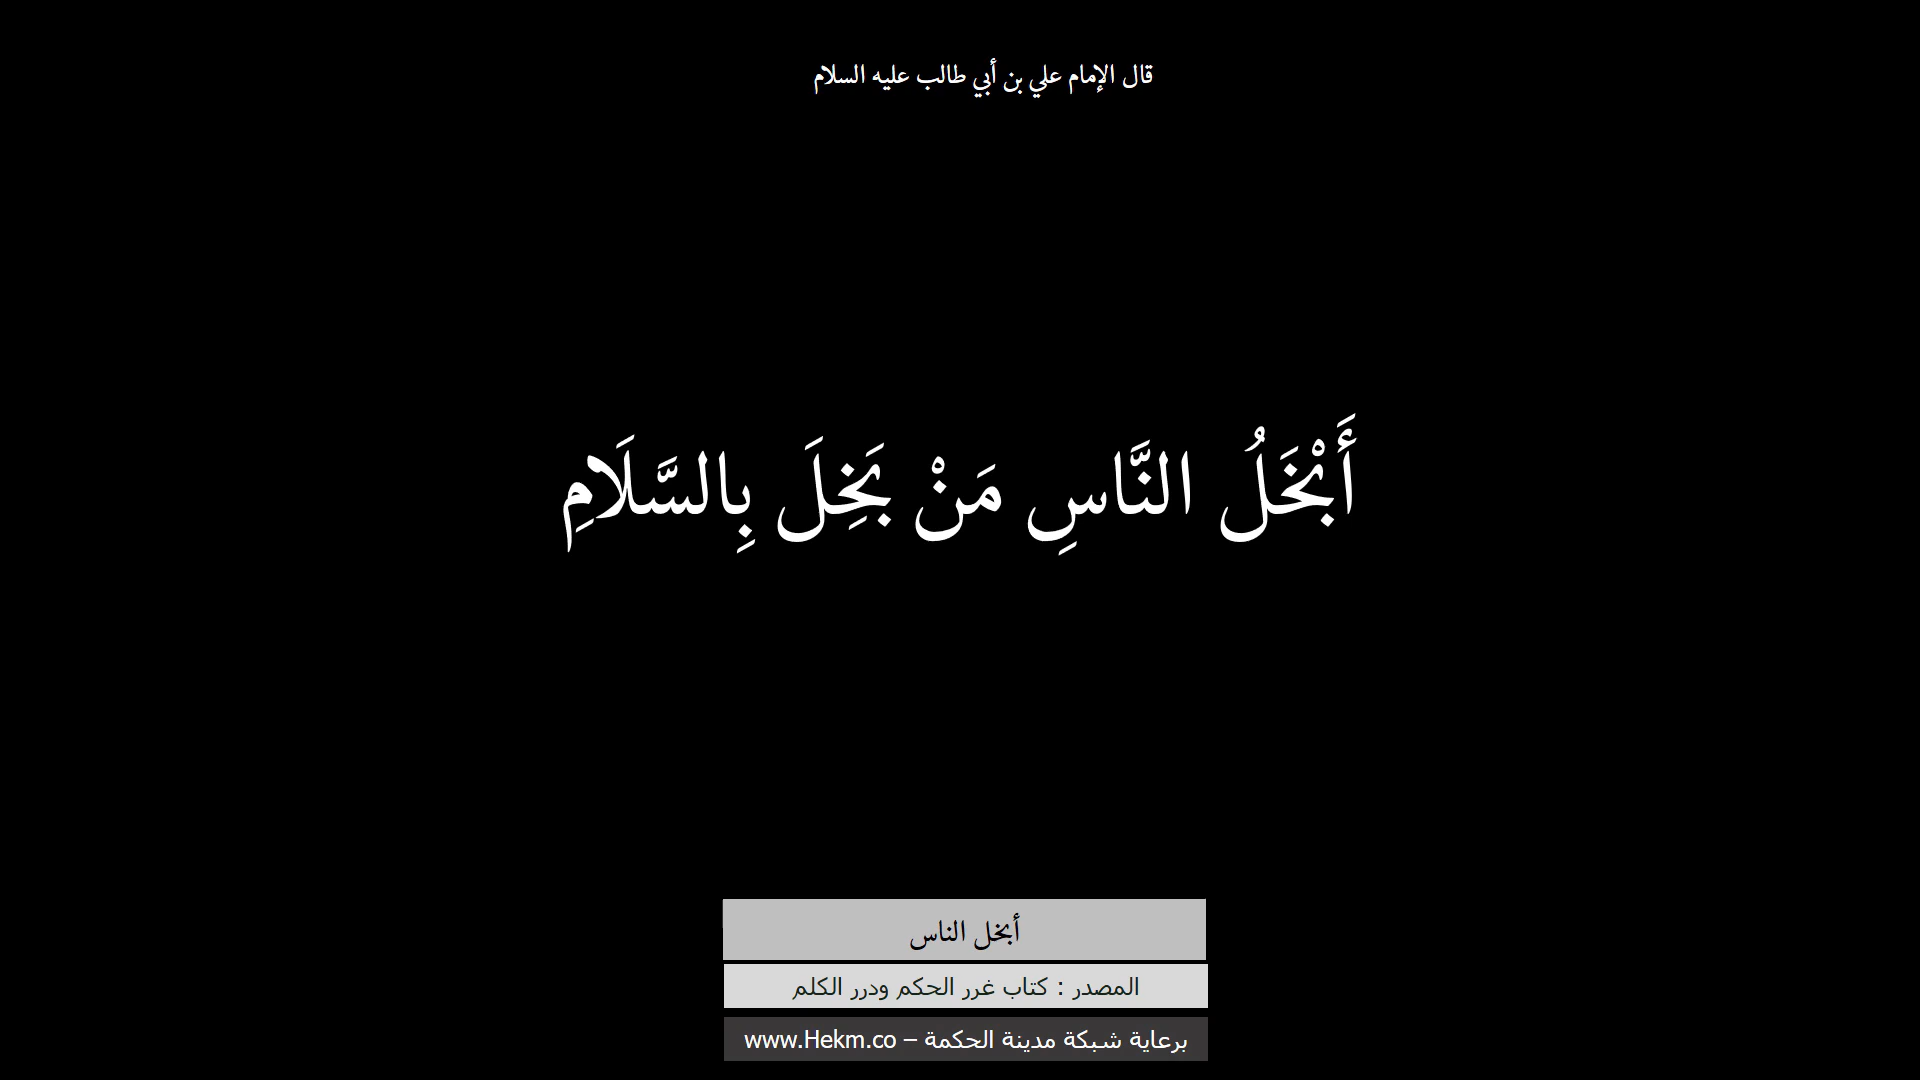 قال الإمام علي بن أبي طالب عليه السلام
أَبْخَلُ النَّاسِ مَنْ بَخِلَ بِالسَّلَامِ
أبخل الناس
المصدر : كتاب غرر الحكم ودرر الكلم
برعاية شبكة مدينة الحكمة – www.Hekm.co